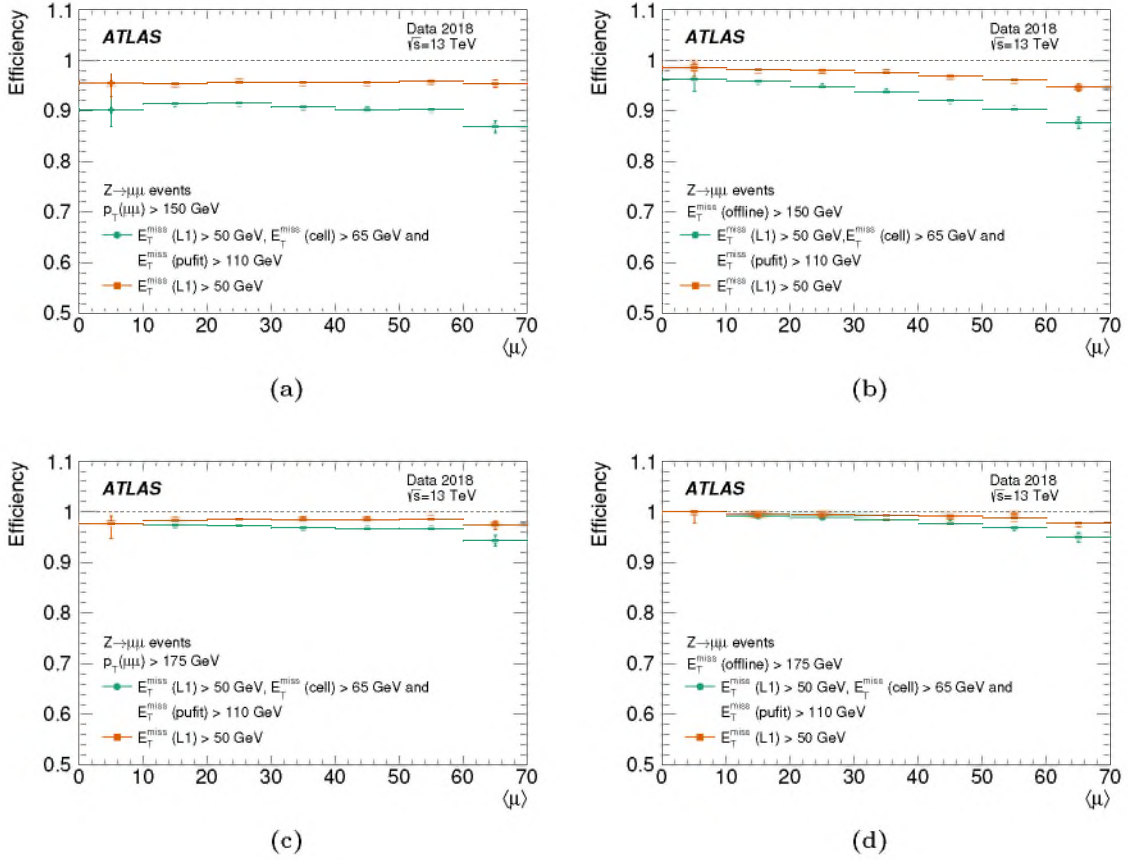 ATLAS
Data 2018
√s=13 TeV
Efficiency
1.1
1
0.9
0.8
0.7
0.6
0.5
Z→μμ events
p_T(μμ) > 150 GeV
E_T^miss (L1) > 50 GeV, E_T^miss (cell) > 65 GeV and
E_T^miss (pufit) > 110 GeV
E_T^miss (L1) > 50 GeV
0 10 20 30 40 50 60 70
⟨μ⟩
(a)
ATLAS
Data 2018
√s=13 TeV
Efficiency
1.1
1
0.9
0.8
0.7
0.6
0.5
Z→μμ events
E_T^miss (offline) > 150 GeV
E_T^miss (L1) > 50 GeV,E_T^miss (cell) > 65 GeV and
E_T^miss (pufit) > 110 GeV
E_T^miss (L1) > 50 GeV
0 10 20 30 40 50 60 70
⟨μ⟩
(b)
ATLAS
Data 2018
√s=13 TeV
Efficiency
1.1
1
0.9
0.8
0.7
0.6
0.5
Z→μμ events
p_T(μμ) > 175 GeV
E_T^miss (L1) > 50 GeV, E_T^miss (cell) > 65 GeV and
E_T^miss (pufit) > 110 GeV
E_T^miss (L1) > 50 GeV
0 10 20 30 40 50 60 70
⟨μ⟩
(c)
ATLAS
Data 2018
√s=13 TeV
Efficiency
1.1
1
0.9
0.8
0.7
0.6
0.5
Z→μμ events
E_T^miss (offline) > 175 GeV
E_T^miss (L1) > 50 GeV, E_T^miss (cell) > 65 GeV and
E_T^miss (pufit) > 110 GeV
E_T^miss (L1) > 50 GeV
0 10 20 30 40 50 60 70
⟨μ⟩
(d)